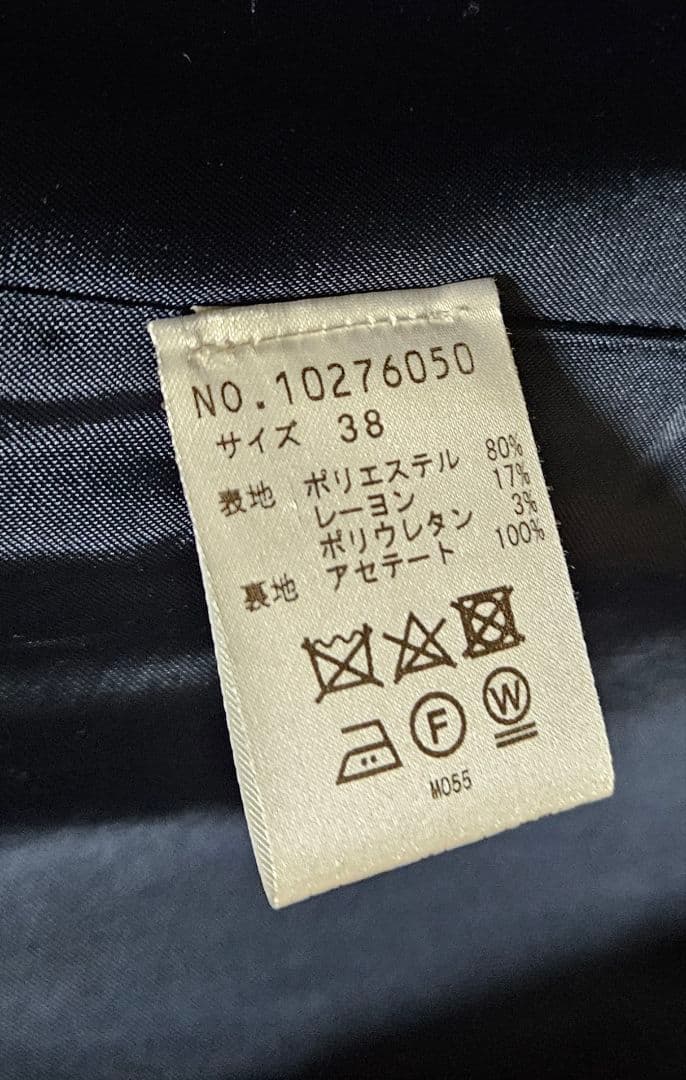 NO.10276050
サイズ 38
表地 ポリエステル 80%
レーヨン 17%
ポリウレタン 3%
裏地 アセテート 100%
F W
M055